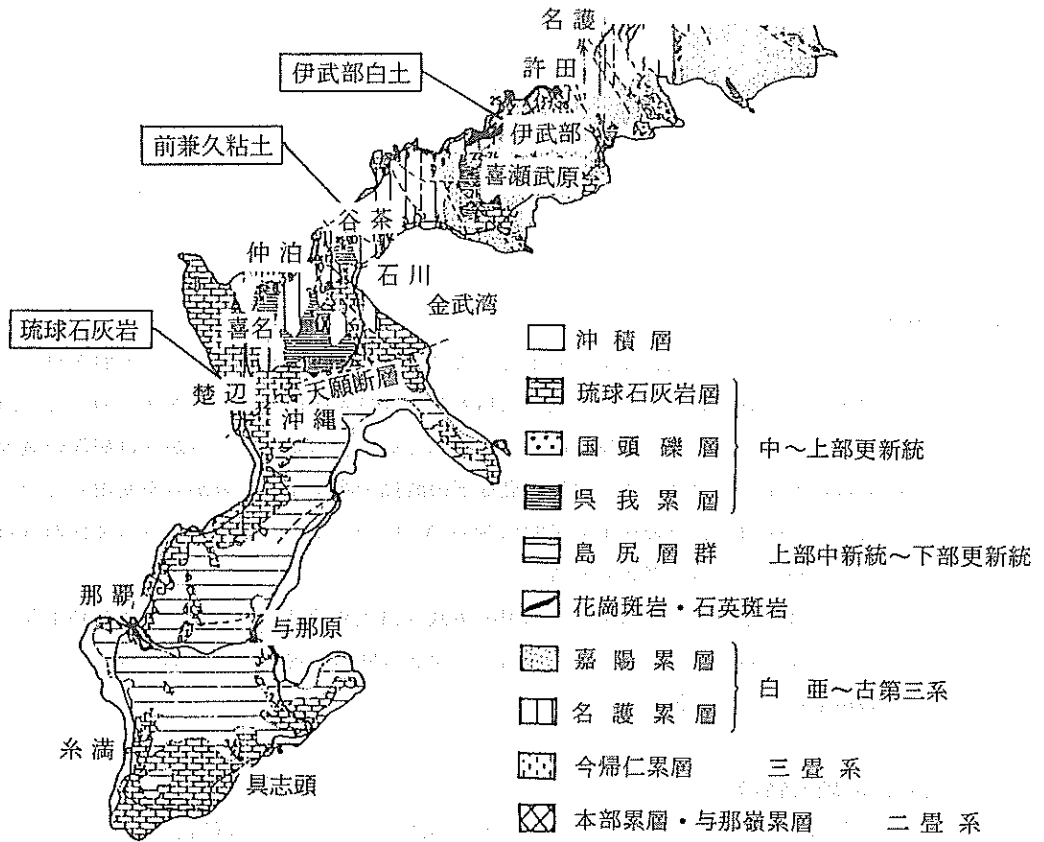 名護
許田
伊武部白土
伊武部
前兼久粘土
喜瀬武原
谷茶
仲泊
石川
金武湾
琉球石灰岩
喜名
楚辺
天願断層
沖縄
那覇
与那原
糸満
具志頭
沖積層
琉球石灰岩層
国頭礫層
呉我累層
中〜上部更新統
島尻層群 上部中新統〜下部更新統
花崗斑岩・石英斑岩
嘉陽累層
名護累層
白亜〜古第三系
今帰仁累層 三畳系
本部累層・与那嶺累層 二畳系